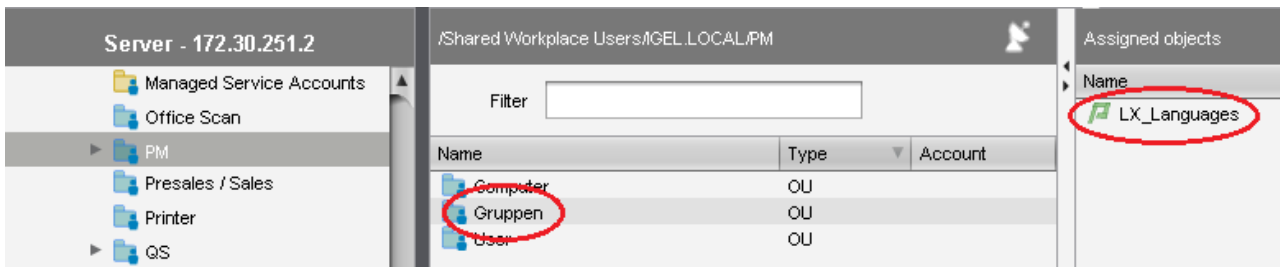 Server - 172.30.251.2
Managed Service Accounts
Office Scan
PM
Presales / Sales
Printer
QS
/Shared Workplace Users/IGEL.LOCAL/PM
Filter
Name Type Account
Computer OU
Gruppen OU
User OU
Assigned objects
Name
LX_Languages